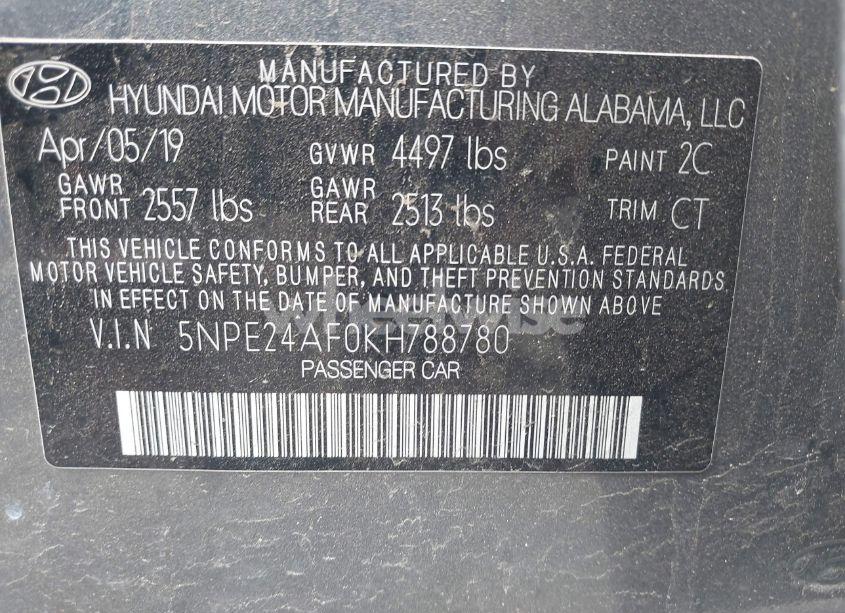 MANUFACTURED BY
HYUNDAI MOTOR MANUFACTURING ALABAMA, LLC
Apr/05/19 GVWR 4497 lbs PAINT 2C
GAWR FRONT 2557 lbs GAWR REAR 2513 lbs TRIM CT
THIS VEHICLE CONFORMS TO ALL APPLICABLE U.S.A. FEDERAL
MOTOR VEHICLE SAFETY, BUMPER, AND THEFT PREVENTION STANDARDS
IN EFFECT ON THE DATE OF MANUFACTURE SHOWN ABOVE
V.I.N 5NPE24AF0KH788780
PASSENGER CAR